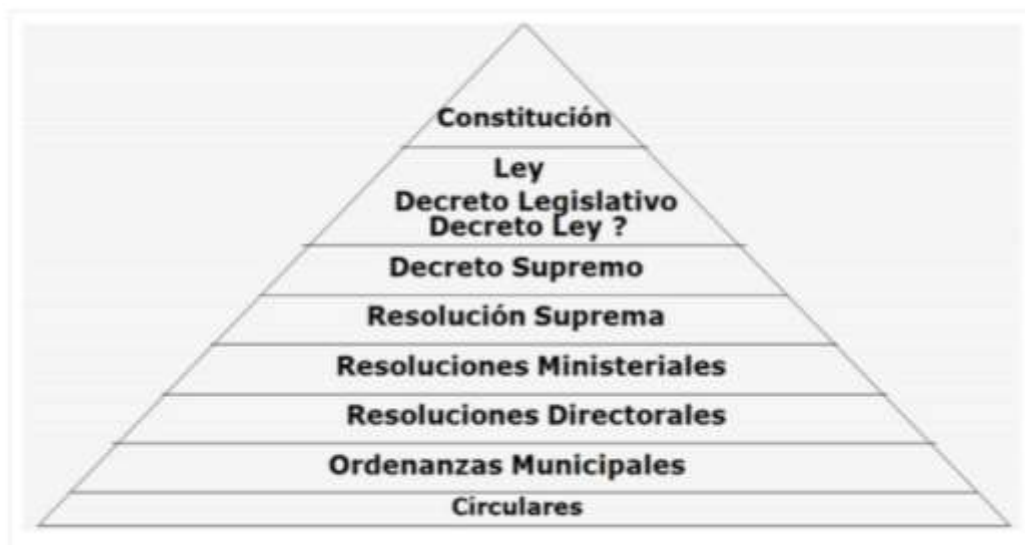 Constitución
Ley
Decreto Legislativo
Decreto Ley ?
Decreto Supremo
Resolución Suprema
Resoluciones Ministeriales
Resoluciones Directorales
Ordenanzas Municipales
Circulares